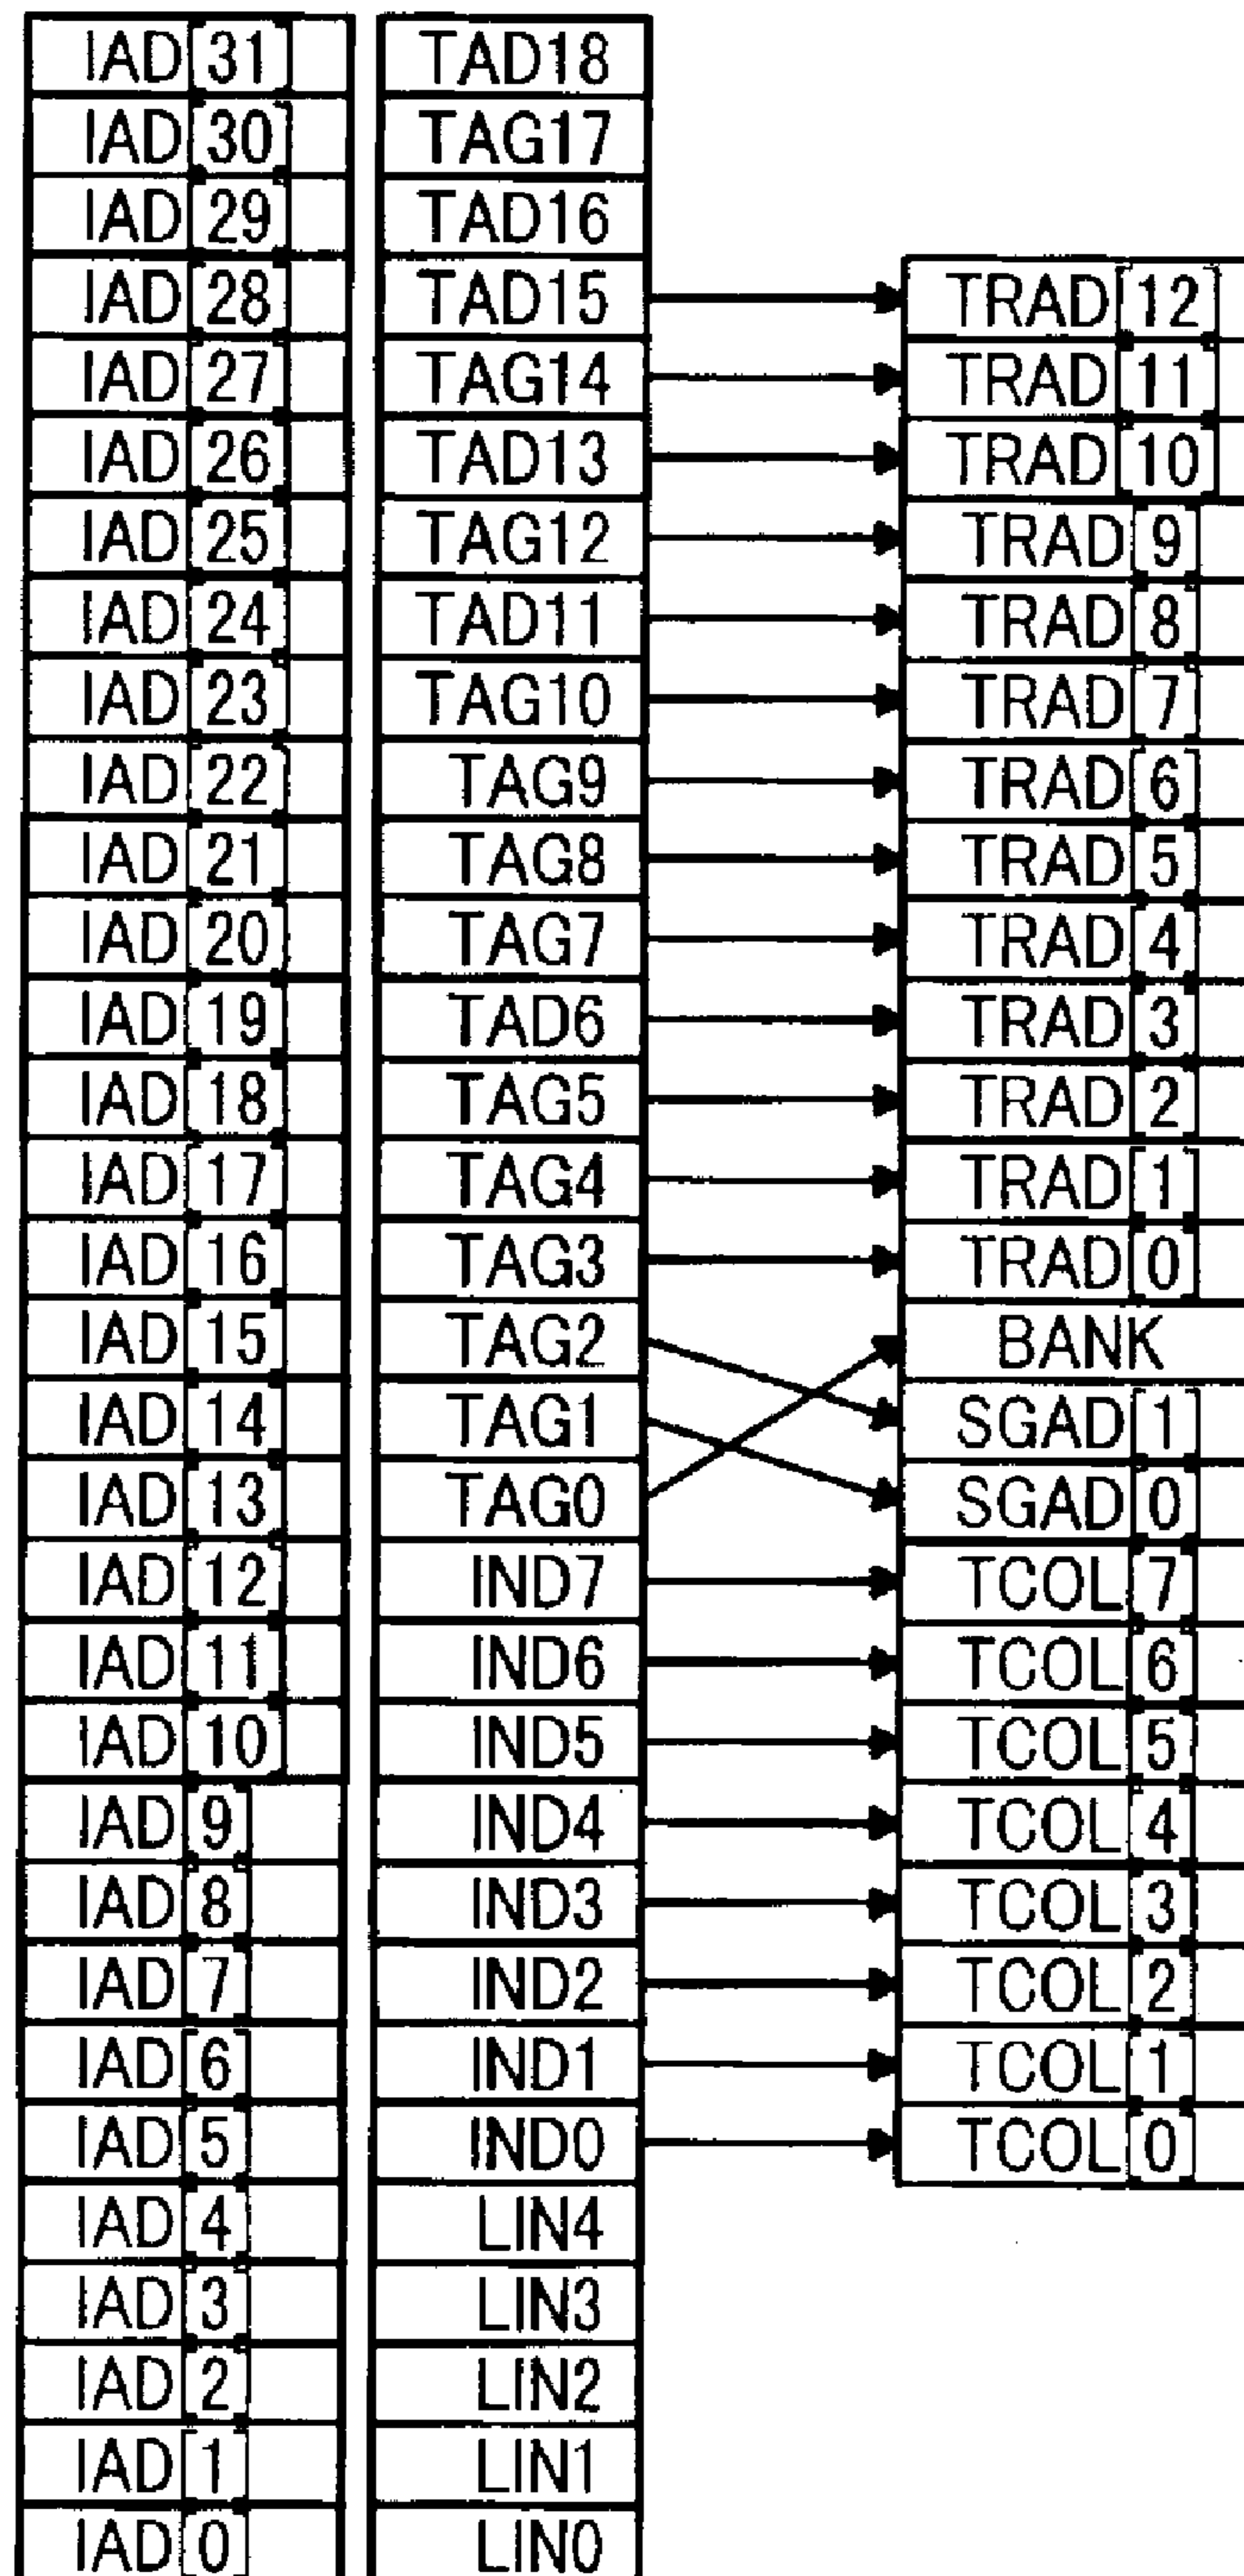 IAD[31] TAD18
IAD[30] TAG17
IAD[29] TAD16
IAD[28] TAD15 TRAD[12]
IAD[27] TAG14 TRAD[11]
IAD[26] TAD13 TRAD[10]
IAD[25] TAG12 TRAD[9]
IAD[24] TAD11 TRAD[8]
IAD[23] TAG10 TRAD[7]
IAD[22] TAG9 TRAD[6]
IAD[21] TAG8 TRAD[5]
IAD[20] TAG7 TRAD[4]
IAD[19] TAD6 TRAD[3]
IAD[18] TAG5 TRAD[2]
IAD[17] TAG4 TRAD[1]
IAD[16] TAG3 TRAD[0]
IAD[15] TAG2 BANK
IAD[14] TAG1 SGAD[1]
IAD[13] TAG0 SGAD[0]
IAD[12] IND7 TCOL[7]
IAD[11] IND6 TCOL[6]
IAD[10] IND5 TCOL[5]
IAD[9] IND4 TCOL[4]
IAD[8] IND3 TCOL[3]
IAD[7] IND2 TCOL[2]
IAD[6] IND1 TCOL[1]
IAD[5] IND0 TCOL[0]
IAD[4] LIN4
IAD[3] LIN3
IAD[2] LIN2
IAD[1] LIN1
IAD[0] LIN0